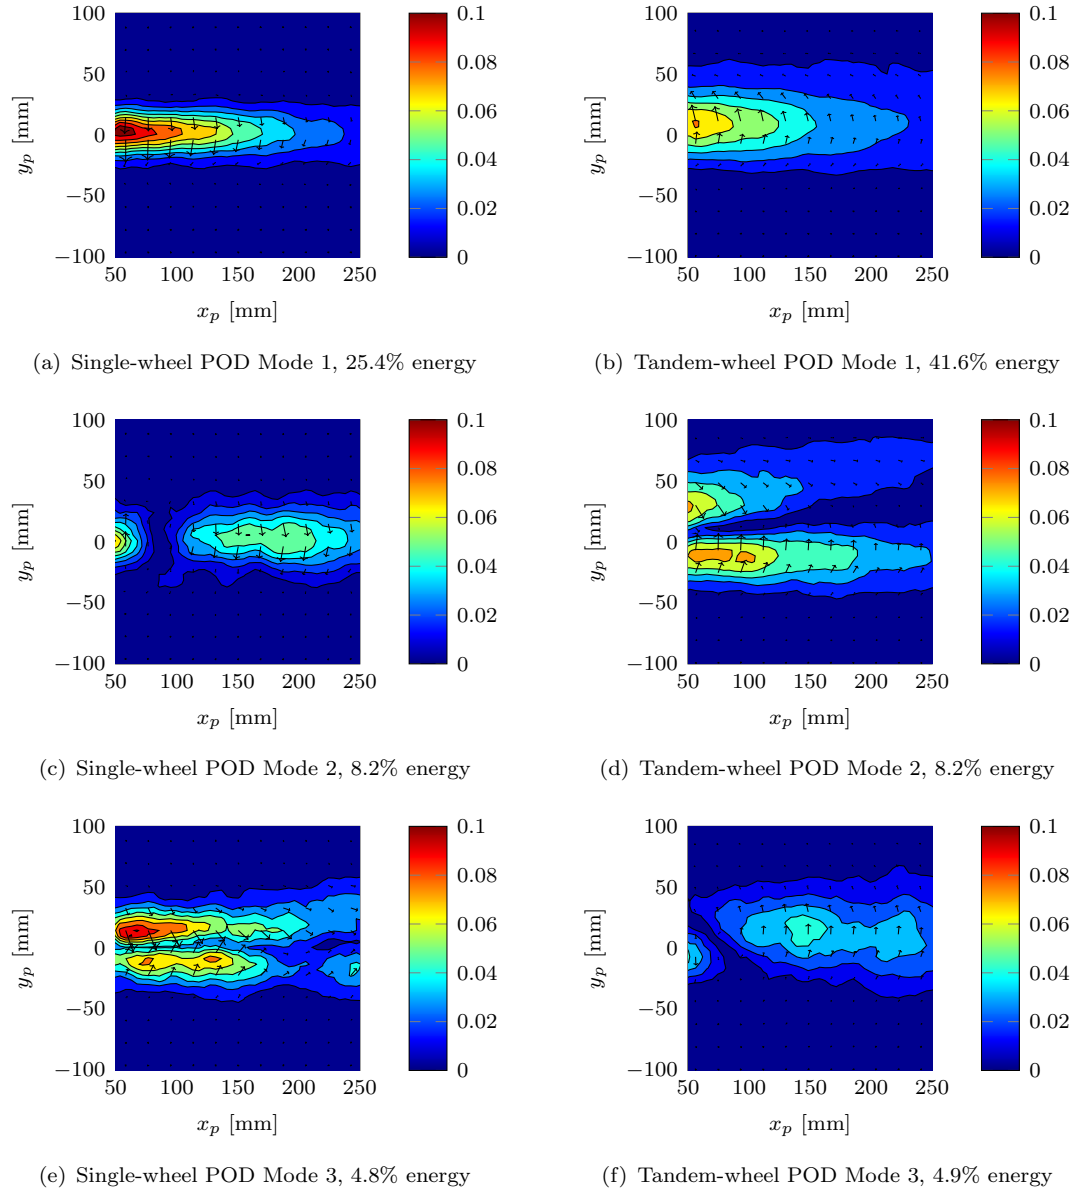 100
50
0
−50
−100
50 100 150 200 250
x_p [mm]
y_p [mm]
0.1
0.08
0.06
0.04
0.02
0
100
50
0
−50
−100
50 100 150 200 250
x_p [mm]
y_p [mm]
0.1
0.08
0.06
0.04
0.02
0
(a) Single-wheel POD Mode 1, 25.4% energy
(b) Tandem-wheel POD Mode 1, 41.6% energy
100
50
0
−50
−100
50 100 150 200 250
x_p [mm]
y_p [mm]
0.1
0.08
0.06
0.04
0.02
0
100
50
0
−50
−100
50 100 150 200 250
x_p [mm]
y_p [mm]
0.1
0.08
0.06
0.04
0.02
0
(c) Single-wheel POD Mode 2, 8.2% energy
(d) Tandem-wheel POD Mode 2, 8.2% energy
100
50
0
−50
−100
50 100 150 200 250
x_p [mm]
y_p [mm]
0.1
0.08
0.06
0.04
0.02
0
100
50
0
−50
−100
50 100 150 200 250
x_p [mm]
y_p [mm]
0.1
0.08
0.06
0.04
0.02
0
(e) Single-wheel POD Mode 3, 4.8% energy
(f) Tandem-wheel POD Mode 3, 4.9% energy